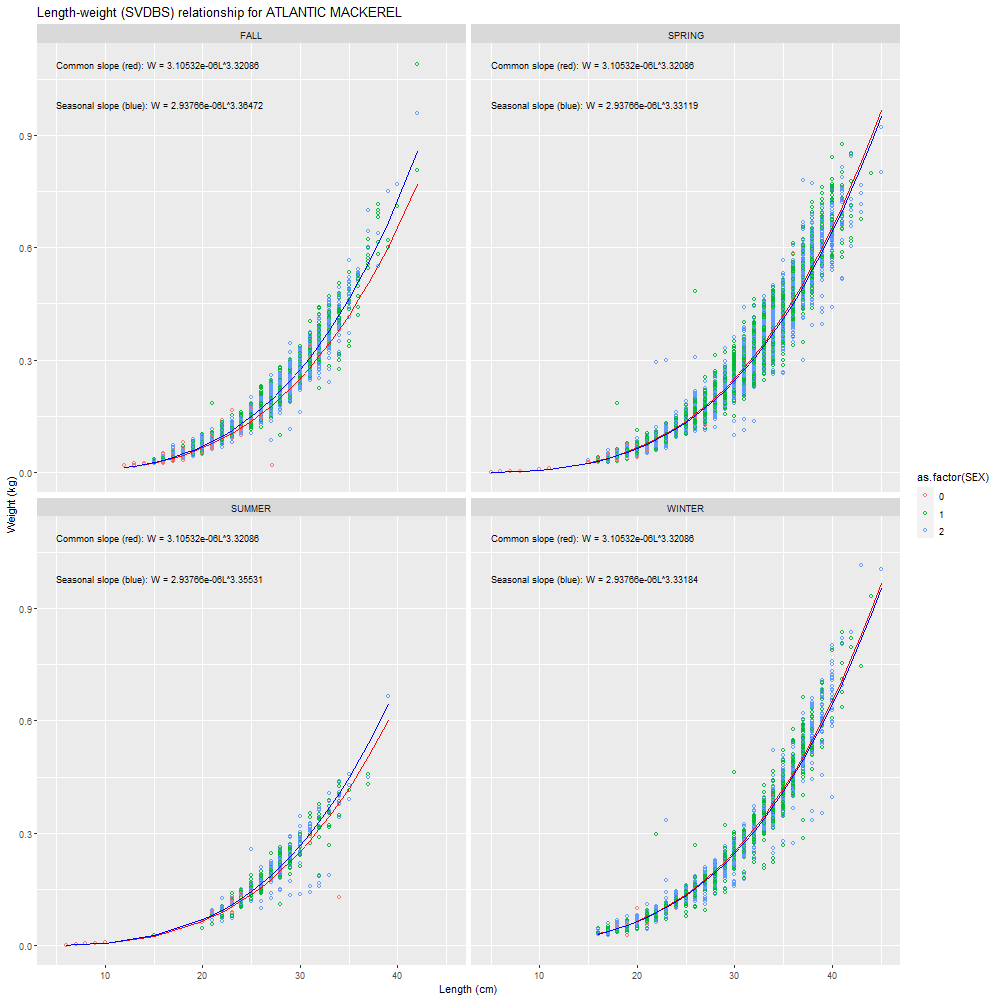 Length-weight (SVDBS) relationship for ATLANTIC MACKEREL
FALL
SPRING
Common slope (red): W = 3.10532e-06L^3.32086
Common slope (red): W = 3.10532e-06L^3.32086
Seasonal slope (blue): W = 2.93766e-06L^3.36472
Seasonal slope (blue): W = 2.93766e-06L^3.33119
0.9
0.6
0.3
0.0
SUMMER
WINTER
Common slope (red): W = 3.10532e-06L^3.32086
Common slope (red): W = 3.10532e-06L^3.32086
Seasonal slope (blue): W = 2.93766e-06L^3.35531
Seasonal slope (blue): W = 2.93766e-06L^3.33184
0.9
0.6
0.3
0.0
10 20 30 40
10 20 30 40
Length (cm)
Weight (kg)
as.factor(SEX)
0
1
2